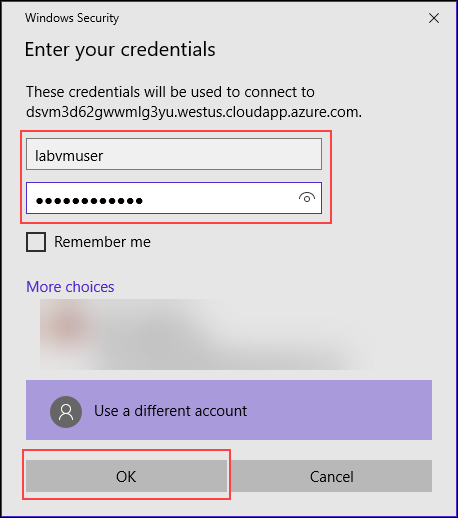 Windows Security
Enter your credentials
These credentials will be used to connect to
dsvm3d62gwwmlg3yu.westus.cloudapp.azure.com.
labvmuser
●●●●●●●●●●●●
Remember me
More choices
Use a different account
OK Cancel